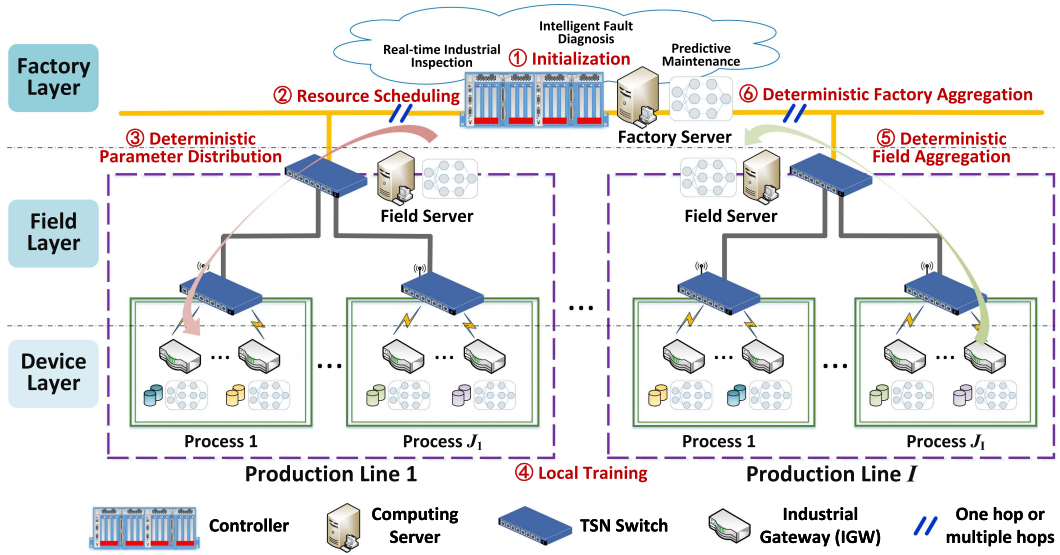 Factory
Layer
Intelligent Fault
Diagnosis
Real-time Industrial
Inspection
Predictive
Maintenance
① Initialization
② Resource Scheduling
⑥ Deterministic Factory Aggregation
Factory Server
③ Deterministic
Parameter Distribution
⑤ Deterministic
Field Aggregation
Field
Layer
Field Server
Field Server
...
Device
Layer
...
...
...
...
...
...
Process 1
Process J1
Process 1
Process J1
Production Line 1
④ Local Training
Production Line I
Controller
Computing
Server
TSN Switch
Industrial
Gateway (IGW)
One hop or
multiple hops